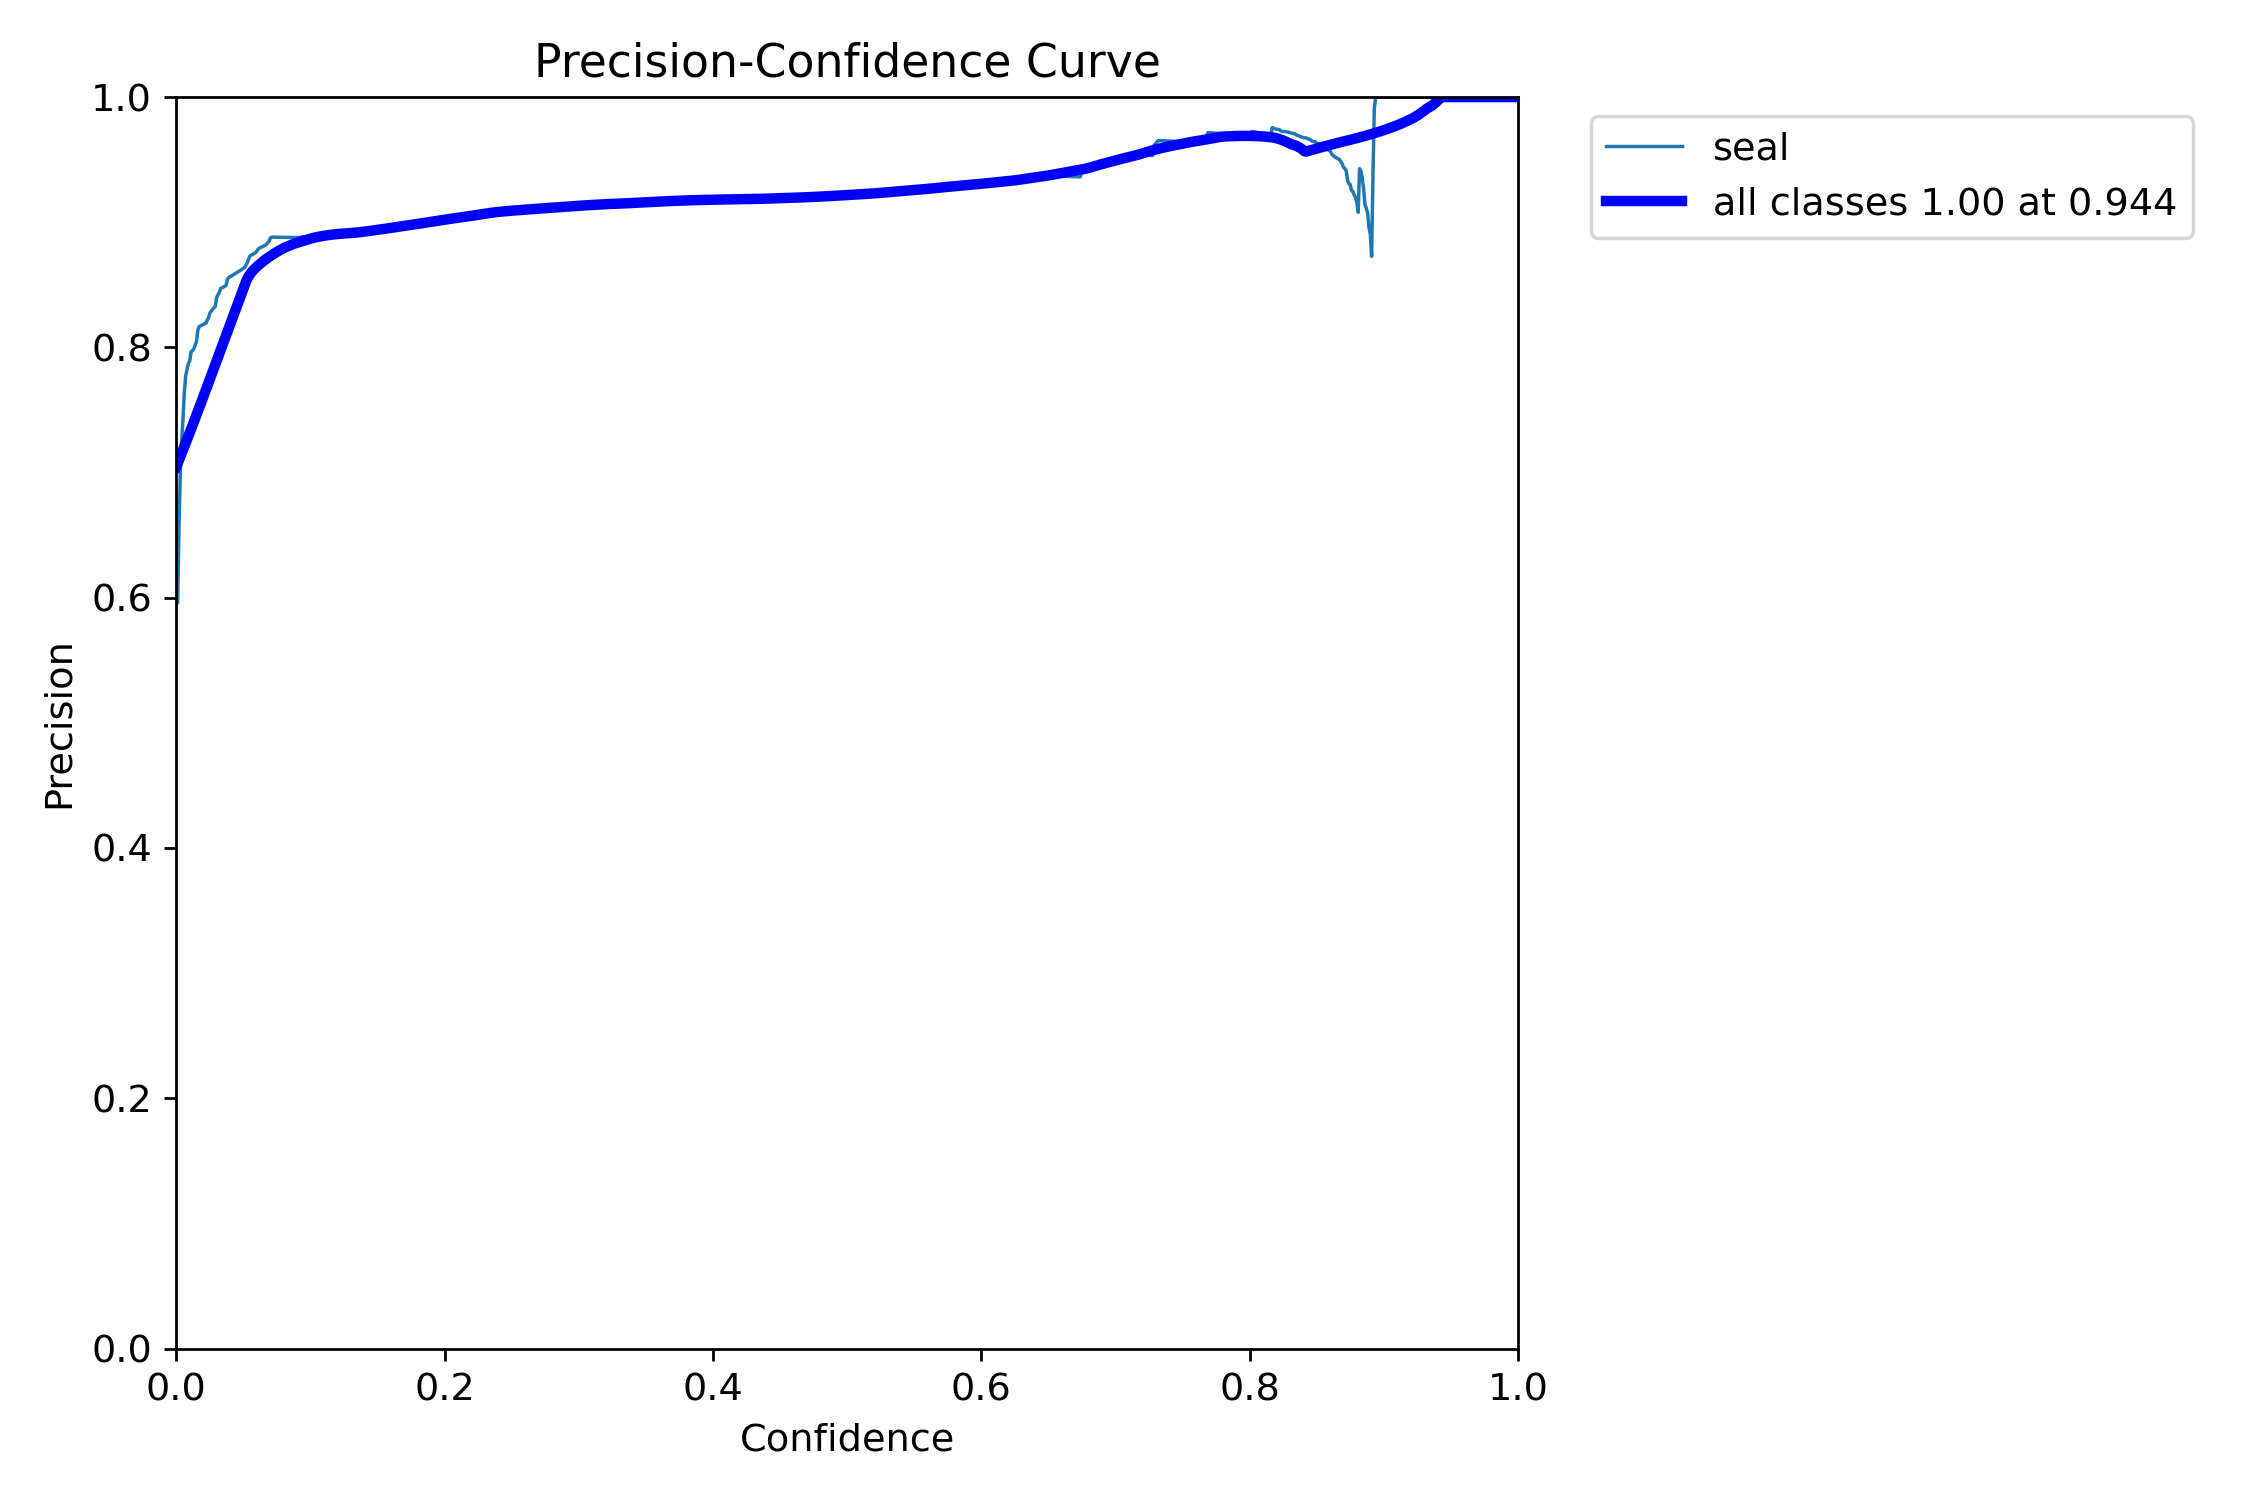 Precision-Confidence Curve
1.0
0.8
0.6
0.4
0.2
0.0
Precision
0.0 0.2 0.4 0.6 0.8 1.0
Confidence
seal
all classes 1.00 at 0.944